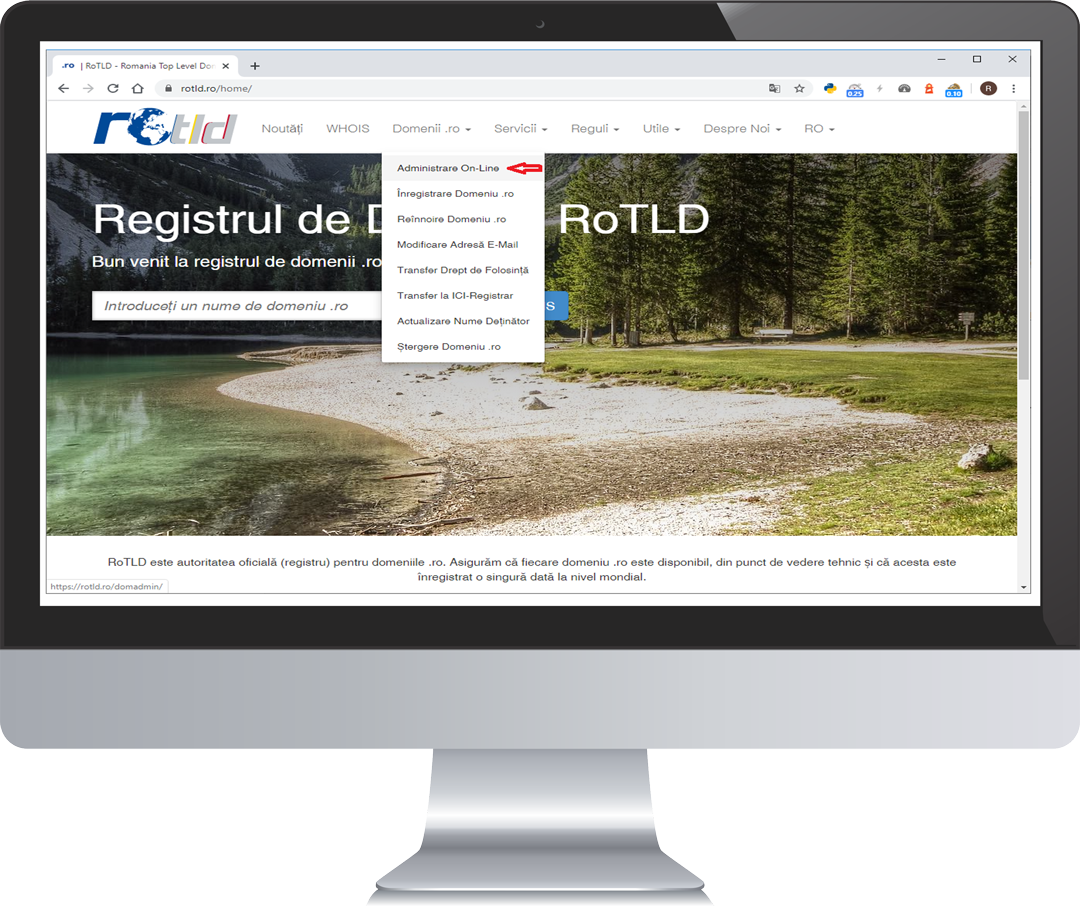 .ro | RoTLD - Romania Top Level Do
rotld.ro/home/
0.25
0.10
R
rotld
Noutăți WHOIS Domenii .ro Servicii Reguli Utile Despre Noi RO
Administrare On-Line
Înregistrare Domeniu .ro
Reînnoire Domeniu .ro
Modificare Adresă E-Mail
Transfer Drept de Folosință
Transfer la ICI-Registrar
Actualizare Nume Deținător
Ștergere Domeniu .ro
Registrul de D RoTLD
Bun venit la registrul de domenii .ro
Introduceți un nume de domeniu .ro
S
RoTLD este autoritatea oficială (registru) pentru domeniile .ro. Asigurăm că fiecare domeniu .ro este disponibil, din punct de vedere tehnic și că acesta este
înregistrat o singură dată la nivel mondial.
https://rotld.ro/domadmin/